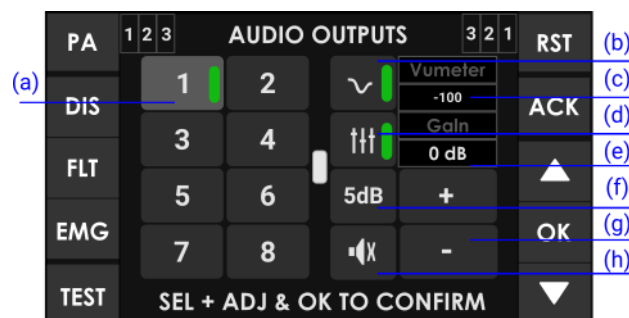 PA
DIS
FLT
EMG
TEST
1 2 3
AUDIO OUTPUTS
3 2 1
1
2
3
4
5
6
7
8
5dB
X
Vumeter
-100
Gain
0 dB
+
-
SEL + ADJ & OK TO CONFIRM
RST
ACK
OK
(a)
(b)
(c)
(d)
(e)
(f)
(g)
(h)